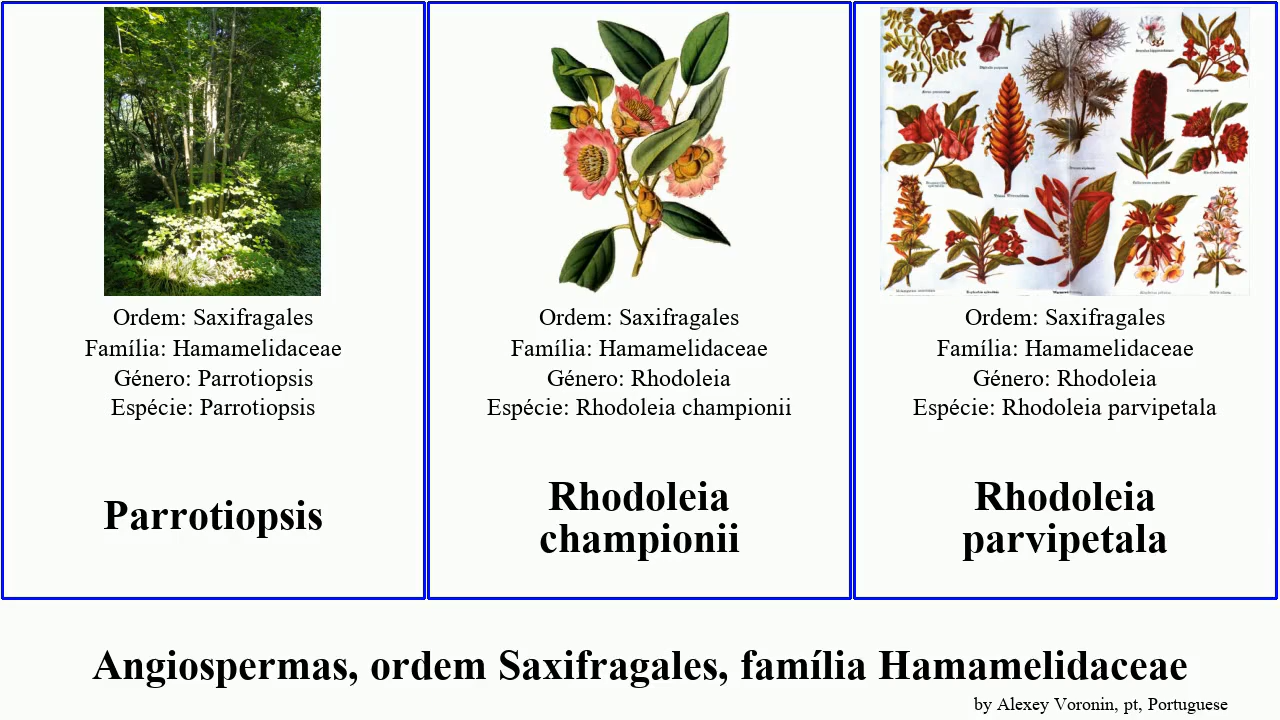 Ordem: Saxifragales
Família: Hamamelidaceae
Género: Parrotiopsis
Espécie: Parrotiopsis
Parrotiopsis
Ordem: Saxifragales
Família: Hamamelidaceae
Género: Rhodoleia
Espécie: Rhodoleia championii
Rhodoleia
championii
Ordem: Saxifragales
Família: Hamamelidaceae
Género: Rhodoleia
Espécie: Rhodoleia parvipetala
Rhodoleia
parvipetala
Angiospermas, ordem Saxifragales, família Hamamelidaceae
by Alexey Voronin, pt, Portuguese